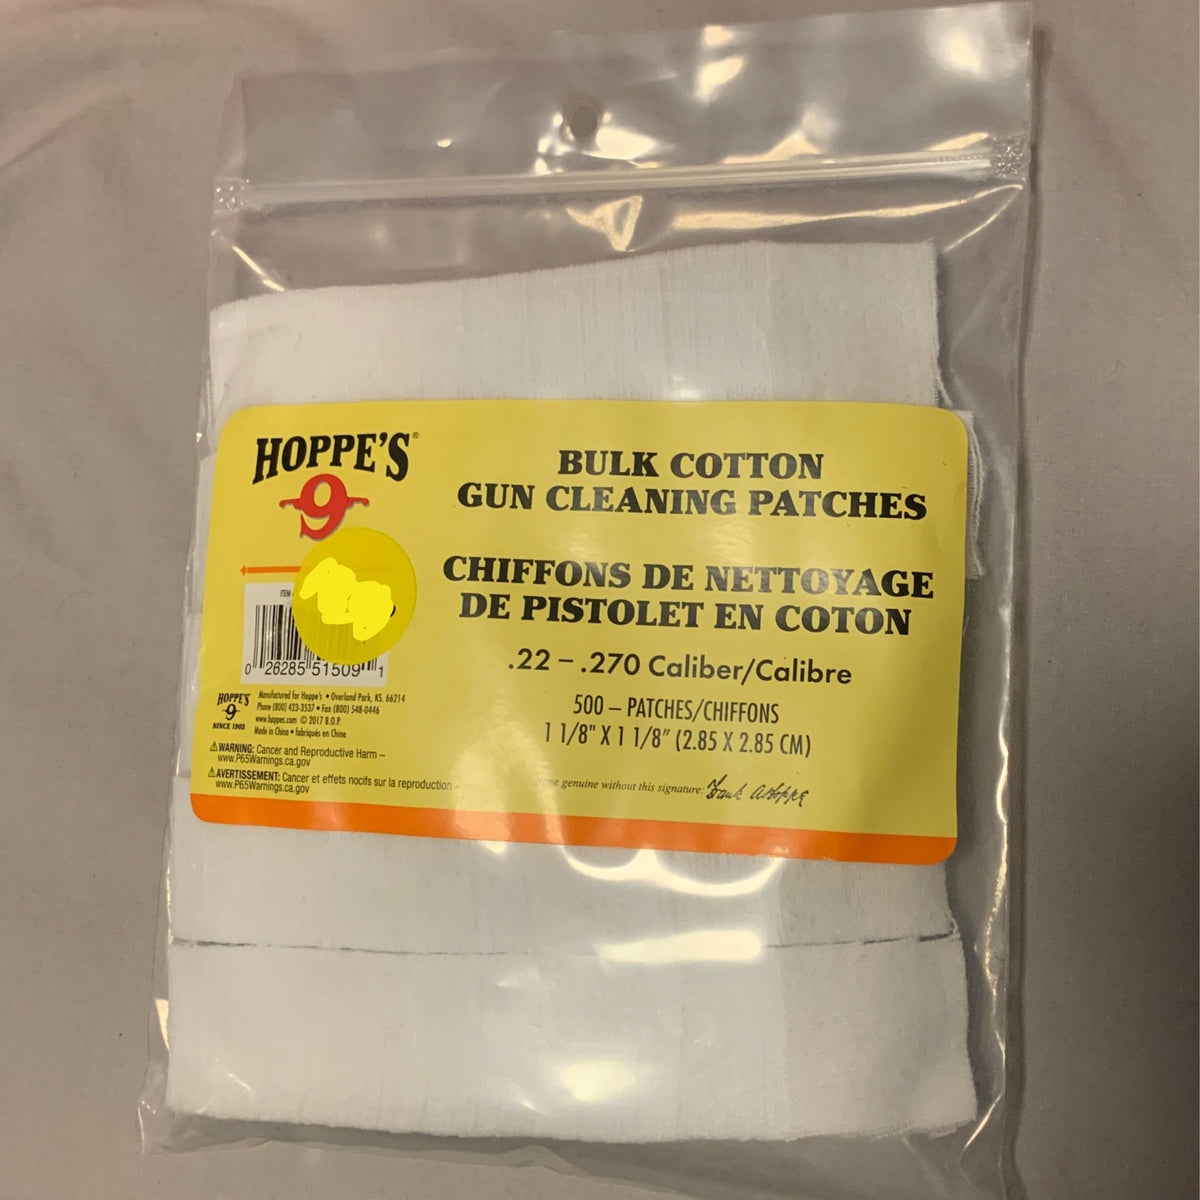 HOPPE'S®
9
BULK COTTON
GUN CLEANING PATCHES
CHIFFONS DE NETTOYAGE
DE PISTOLET EN COTON
.22 – .270 Caliber/Calibre
500 – PATCHES/CHIFFONS
1 1/8" X 1 1/8" (2.85 X 2.85 CM)
ITEM
0 26285 51509 1
HOPPE'S
9
SINCE 1903
Manufactured for Hoppe's • Overland Park, KS. 66214
Phone (800) 423-3537 • Fax (800) 548-0446
www.hoppes.com © 2017 B.O.P.
Made in China • fabriqués en Chine
⚠WARNING: Cancer and Reproductive Harm –
www.P65Warnings.ca.gov
⚠AVERTISSEMENT: Cancer et effets nocifs sur la reproduction –
www.P65Warnings.ca.gov
genuine without this signature: Frank A Hoppe